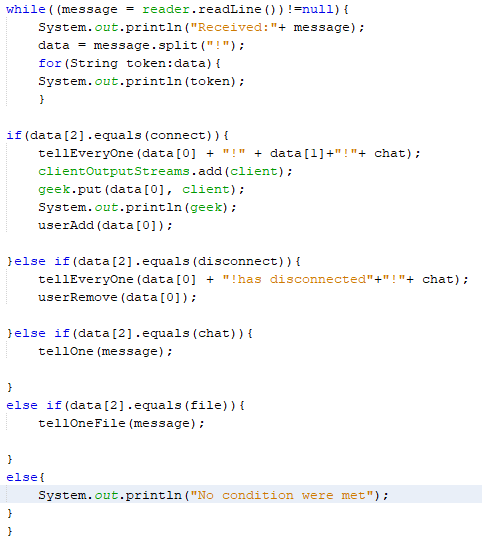 while((message = reader.readLine())!=null){
    System.out.println("Received:"+ message);
    data = message.split("!");
    for(String token:data){
    System.out.println(token);
    }

if(data[2].equals(connect)){
    tellEveryOne(data[0] + "!" + data[1]+"!"+ chat);
    clientOutputStreams.add(client);
    geek.put(data[0], client);
    System.out.println(geek);
    userAdd(data[0]);

}else if(data[2].equals(disconnect)){
    tellEveryOne(data[0] + "!has disconnected"+"!"+ chat);
    userRemove(data[0]);

}else if(data[2].equals(chat)){
    tellOne(message);

}
else if(data[2].equals(file)){
    tellOneFile(message);

}
else{
    System.out.println("No condition were met");
}
}